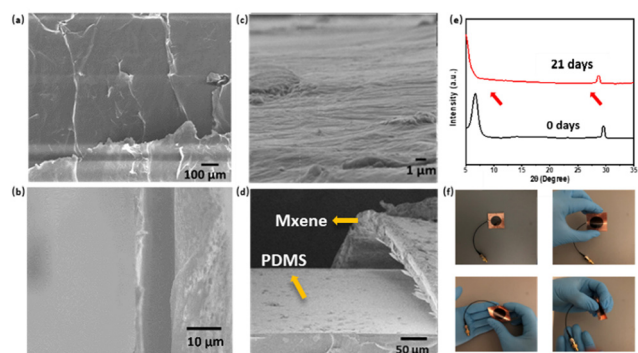 (a)
100 µm
(b)
10 µm
(c)
1 µm
(d)
Mxene
PDMS
50 µm
(e)
Intensity (a.u.)
21 days
0 days
5 10 15 20 25 30 35
2θ (Degree)
(f)